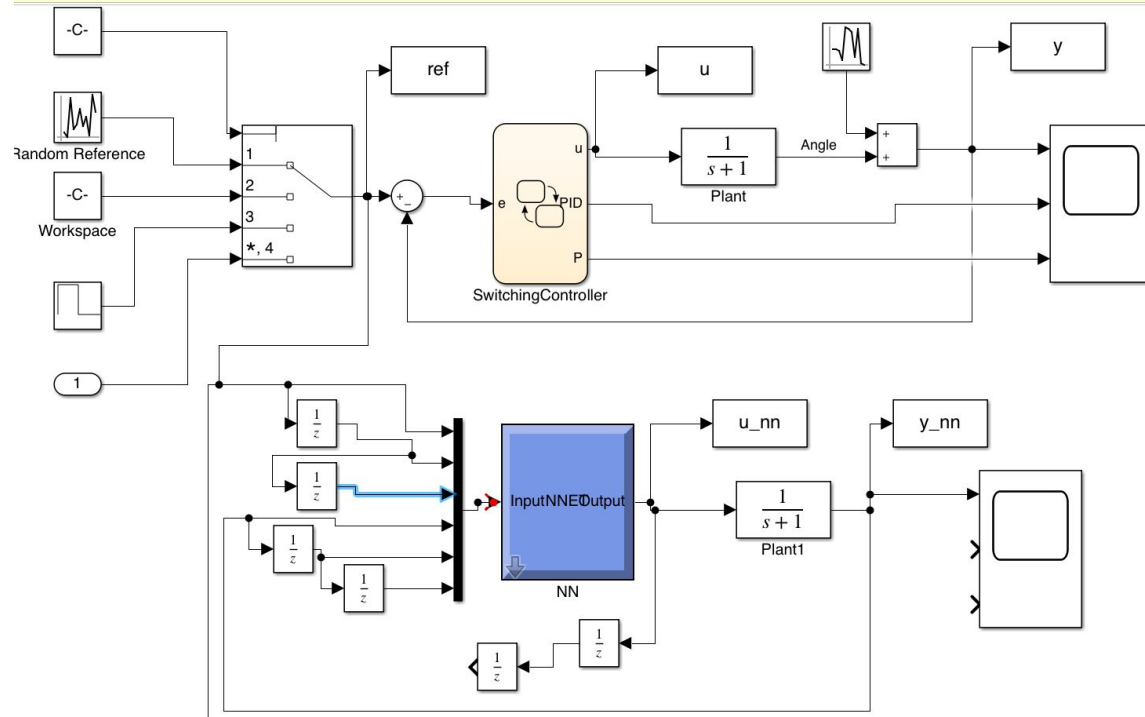 -C-
ref
u
y
Random Reference
1
-C-
2
3
*, 4
Workspace
+
−
e
u
PID
P
SwitchingController
1
s + 1
Plant
Angle
+
+
1
1
z
1
z
1
z
1
z
InputNNETOutput
NN
u_nn
y_nn
1
s + 1
Plant1
1
z
1
z